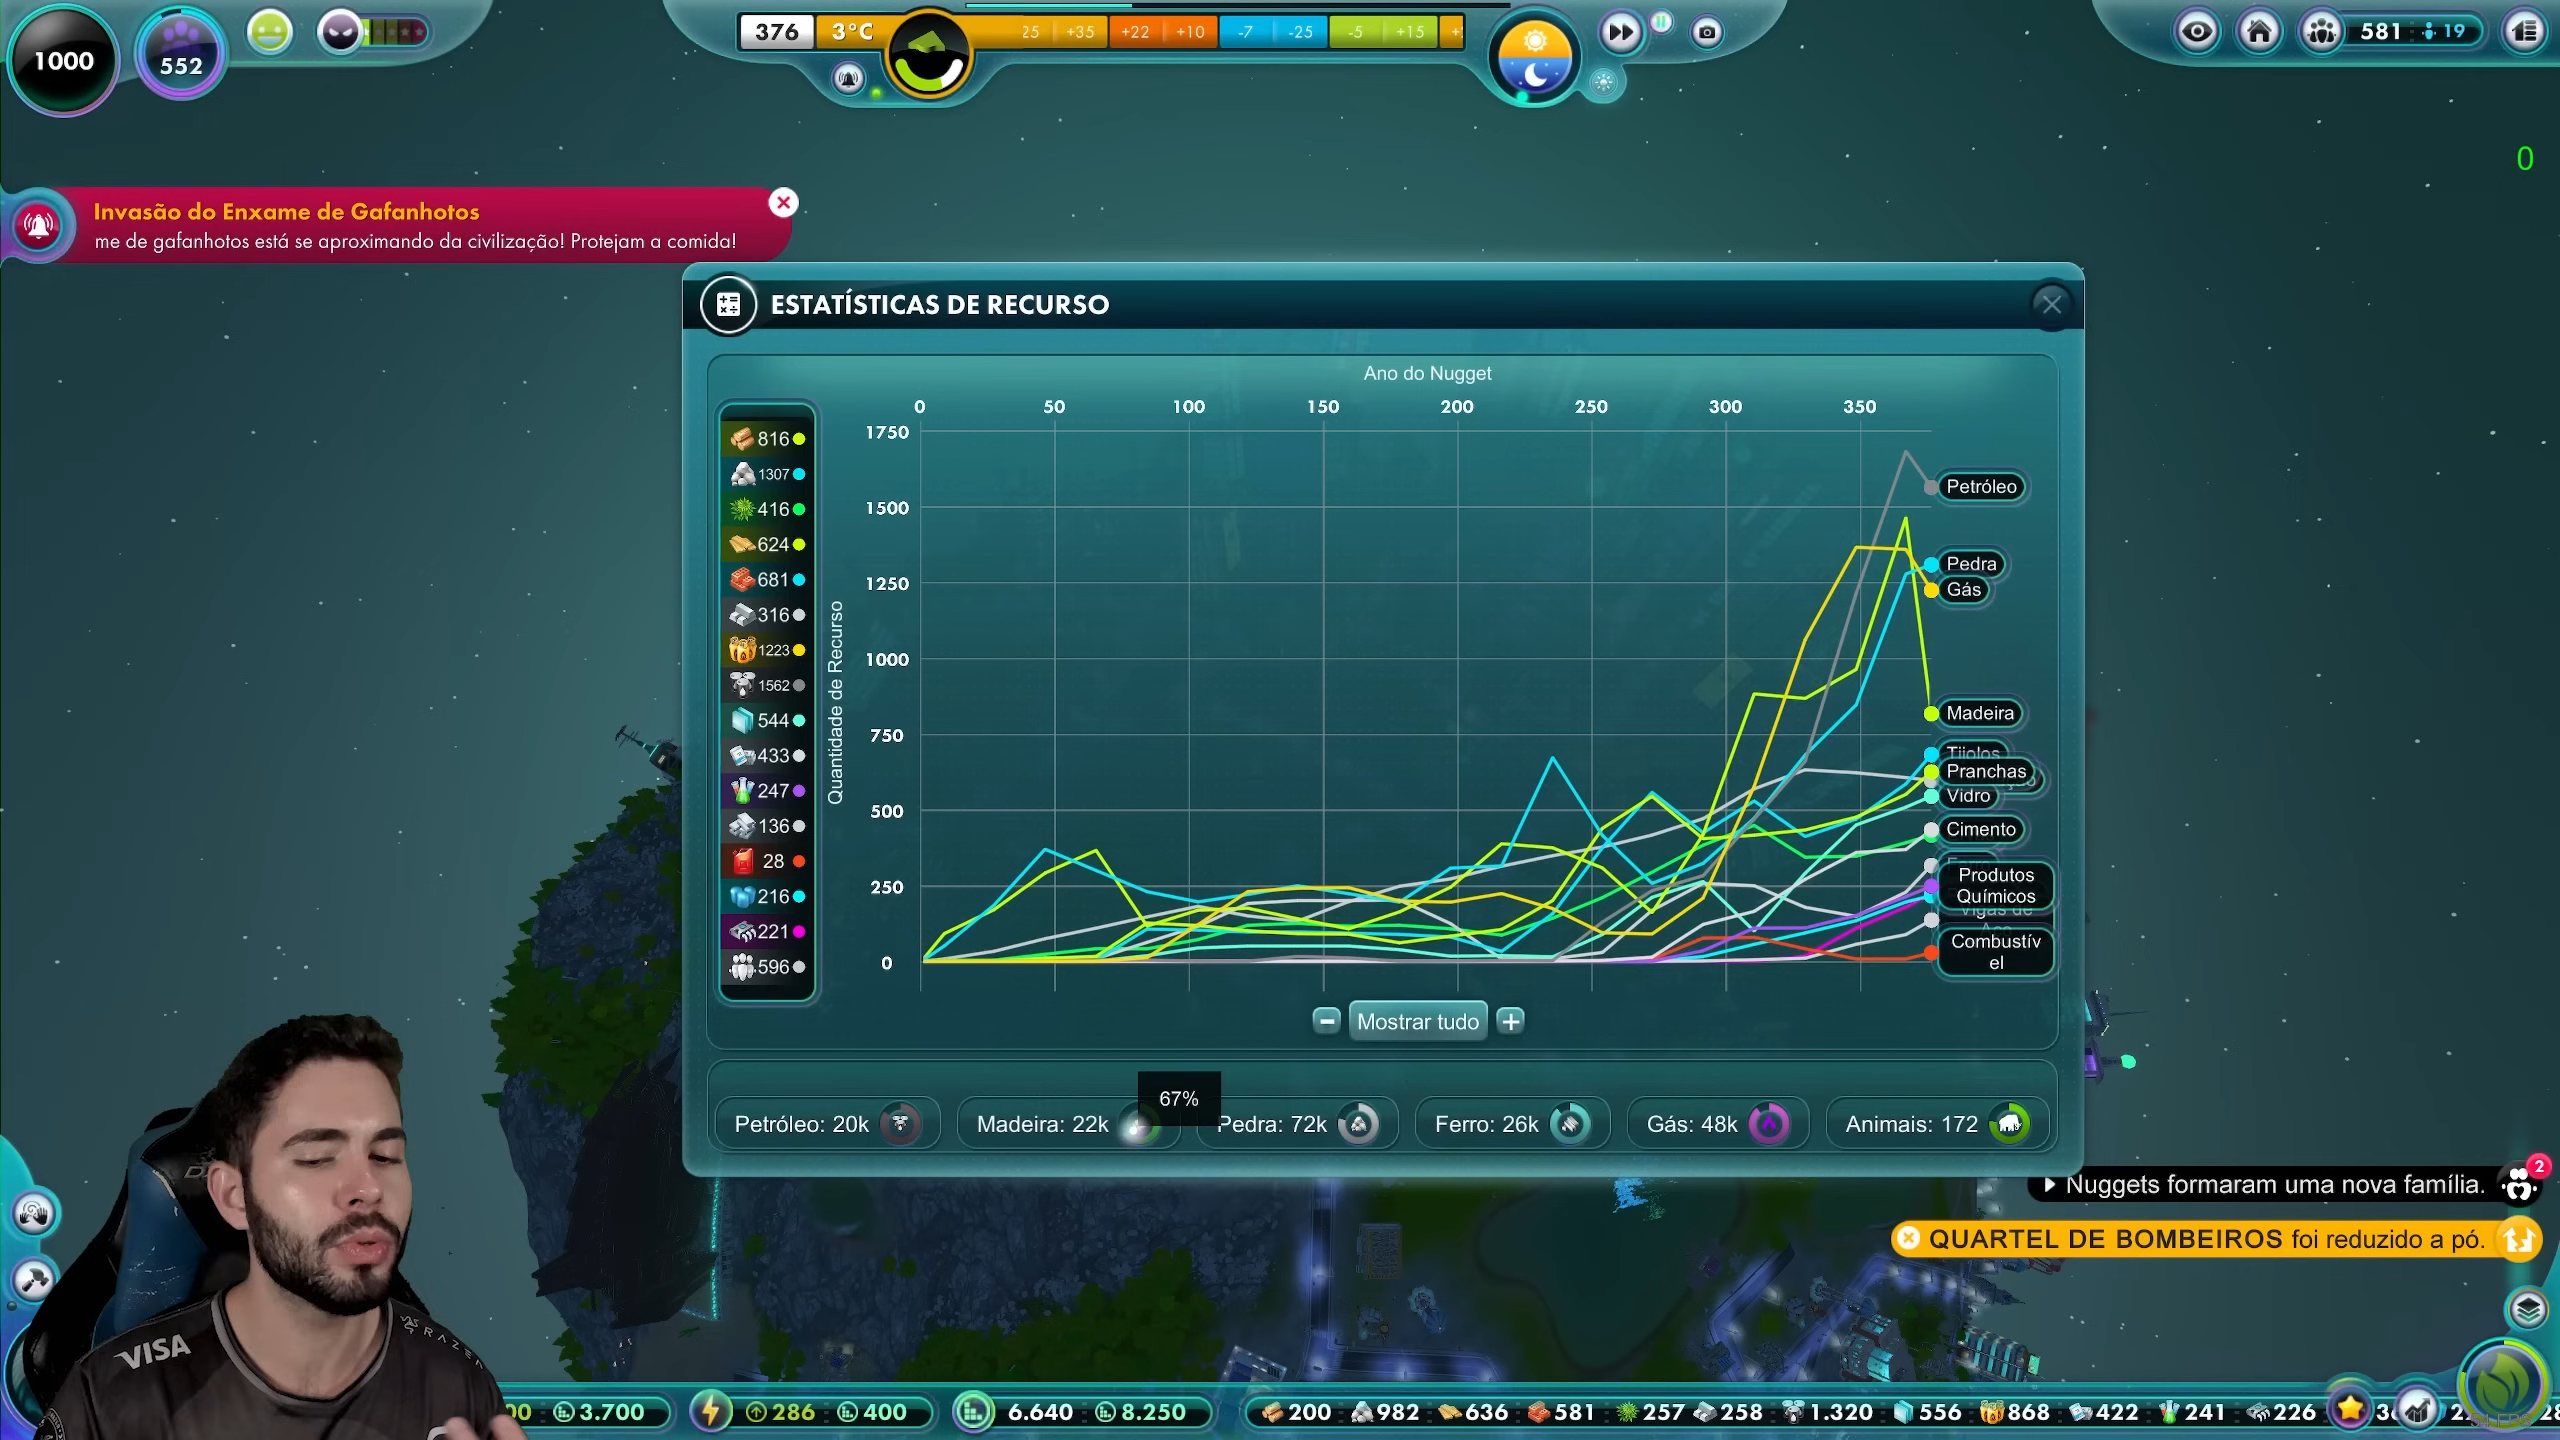 1000
552
376
3°C
25
+35
+22
+10
-7
-25
-5
+15
581
19
0
Invasão do Enxame de Gafanhotos
me de gafanhotos está se aproximando da civilização! Protejam a comida!
ESTATÍSTICAS DE RECURSO
Ano do Nugget
0 50 100 150 200 250 300 350
1750
1500
1250
1000
750
500
250
0
Quantidade de Recurso
816
1307
416
624
681
316
1223
1562
544
433
247
136
28
216
221
596
Petróleo
Pedra
Gás
Madeira
Tijolos
Pranchas
Vidro
Cimento
Produtos
Químicos
Vigas de
Aço
Combustív
el
Mostrar tudo
67%
Petróleo: 20k
Madeira: 22k
Pedra: 72k
Ferro: 26k
Gás: 48k
Animais: 172
2
Nuggets formaram uma nova família.
QUARTEL DE BOMBEIROS foi reduzido a pó.
VISA
RAZER
00
3.700
286
400
6.640
8.250
200
982
636
581
257
258
1.320
556
868
422
241
226